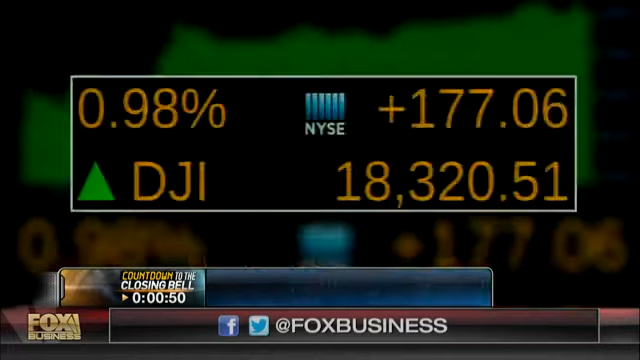 0.98% NYSE +177.06
▲ DJI 18,320.51
COUNTDOWN TO THE
CLOSING BELL
0:00:50
FOX
BUSINESS
@FOXBUSINESS